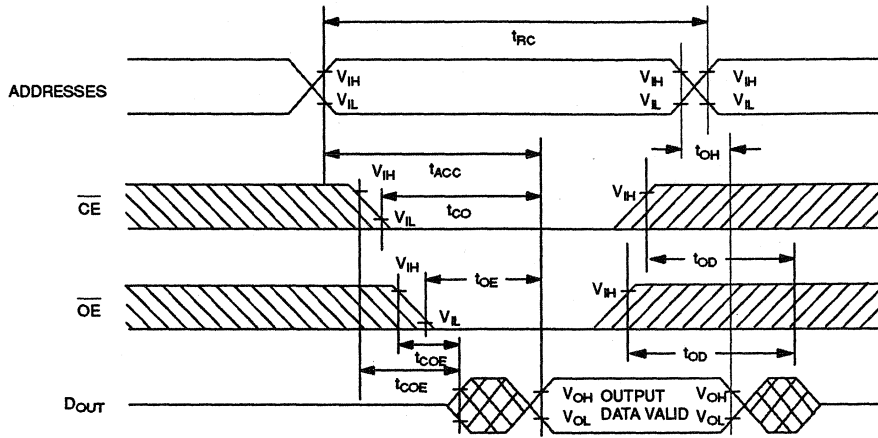 tRC
ADDRESSES
VIH
VIL
VIH
VIL
VIH
VIL
tOH
tACC
CE
VIH
VIL
tCO
VIH
tOD
OE
VIH
VIL
tOE
VIH
tOD
tCOE
tCOE
DOUT
VOH
VOL
OUTPUT
DATA VALID
VOH
VOL